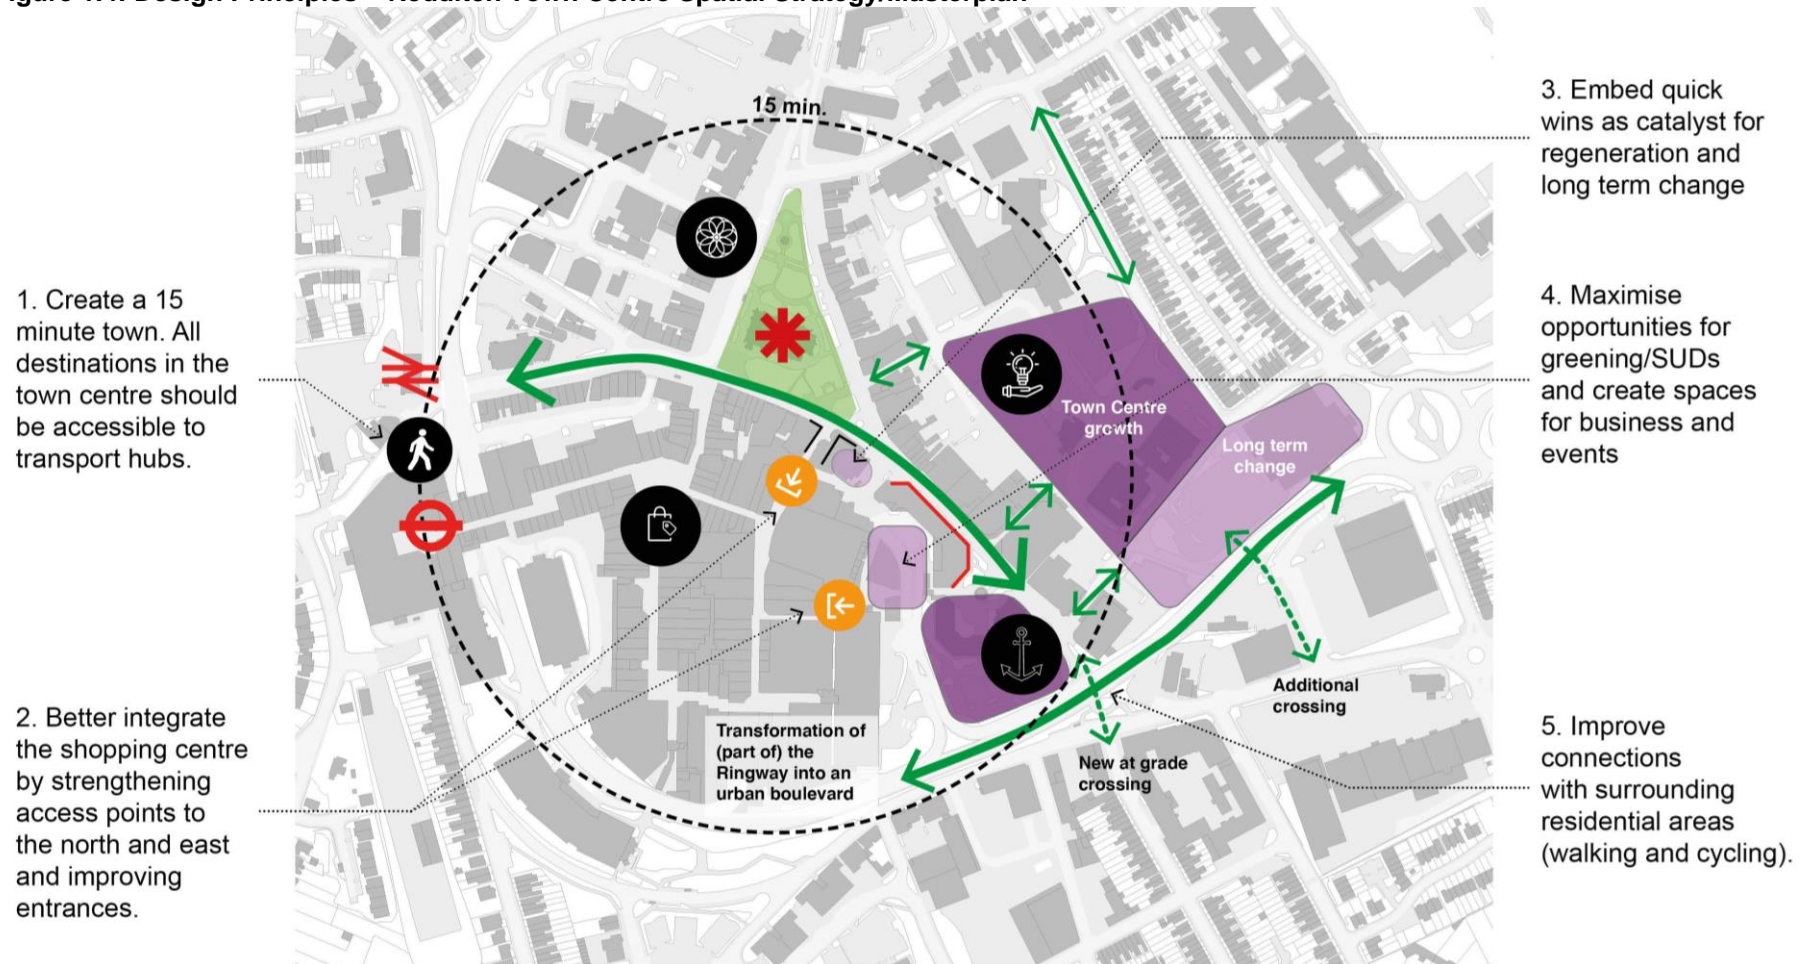 15 min.
3. Embed quick
wins as catalyst for
regeneration and
long term change
1. Create a 15
minute town. All
destinations in the
town centre should
be accessible to
transport hubs.
4. Maximise
opportunities for
greening/SUDs
and create spaces
for business and
events
Town Centre
growth
Long term
change
2. Better integrate
the shopping centre
by strengthening
access points to
the north and east
and improving
entrances.
Transformation of
(part of) the
Ringway into an
urban boulevard
Additional
crossing
New at grade
crossing
5. Improve
connections
with surrounding
residential areas
(walking and cycling).